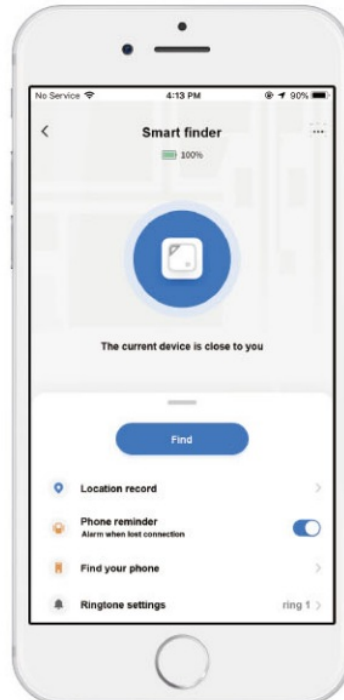 No Service 4:13 PM 90%
Smart finder
100%
The current device is close to you
Find
Location record
Phone reminder
Alarm when lost connection
Find your phone
Ringtone settings ring 1